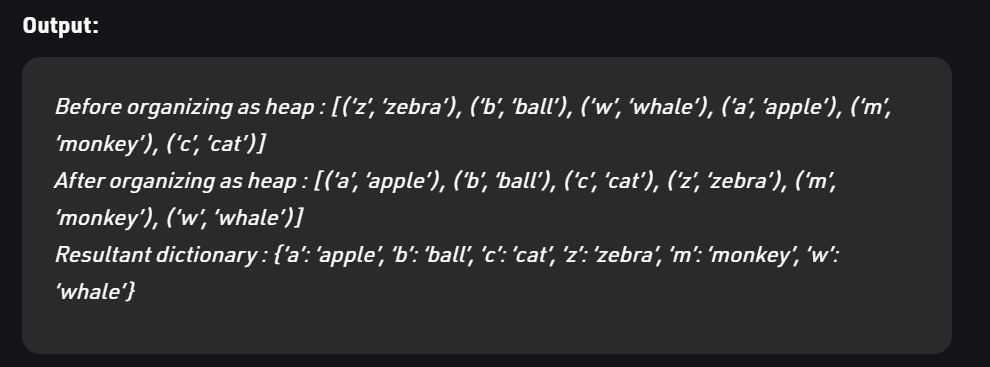 Output:
Before organizing as heap : [(‘z’, ‘zebra’), (‘b’, ‘ball’), (‘w’, ‘whale’), (‘a’, ‘apple’), (‘m’,
‘monkey’), (‘c’, ‘cat’)]
After organizing as heap : [(‘a’, ‘apple’), (‘b’, ‘ball’), (‘c’, ‘cat’), (‘z’, ‘zebra’), (‘m’,
‘monkey’), (‘w’, ‘whale’)]
Resultant dictionary : {‘a’: ‘apple’, ‘b’: ‘ball’, ‘c’: ‘cat’, ‘z’: ‘zebra’, ‘m’: ‘monkey’, ‘w’:
‘whale’}